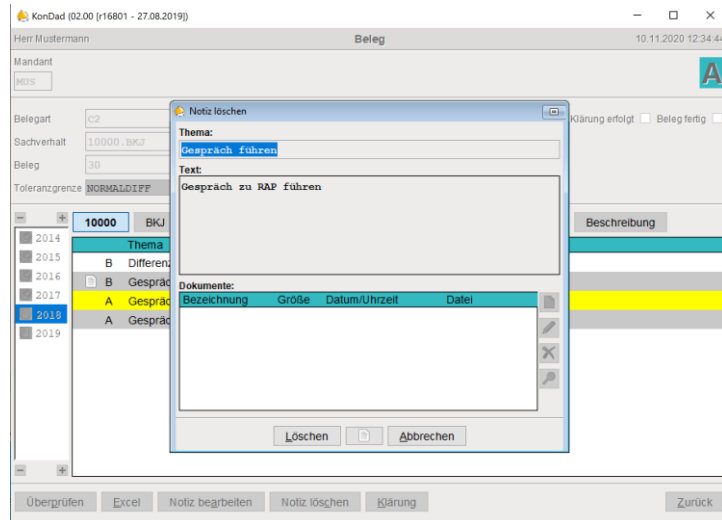 KonDad (02.00 [r16801 - 27.08.2019])
Herr Mustermann Beleg 10.11.2020 12:34:44
Mandant
MUS
A
Belegart C2 Klärung erfolgt Beleg fertig
Sachverhalt 10000.BKJ
Beleg 30
Toleranzgrenze NORMALDIFF
Notiz löschen
Thema:
Gespräch führen
Text:
Gespräch zu RAP führen
Dokumente:
Bezeichnung Größe Datum/Uhrzeit Datei
Löschen Abbrechen
10000 BKJ Beschreibung
2014
2015
2016
2017
2018
2019
Thema
B Differenz
B Gespräc
A Gespräc
A Gespräc
Überprüfen Excel Notiz bearbeiten Notiz löschen Klärung Zurück